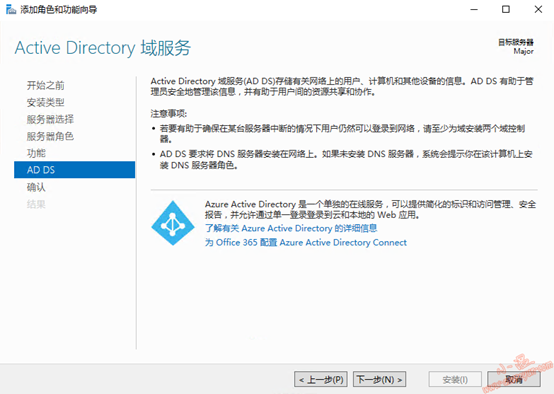 添加角色和功能向导
Active Directory 域服务
目标服务器
Major
开始之前
安装类型
服务器选择
服务器角色
功能
AD DS
确认
结果
Active Directory 域服务(AD DS)存储有关网络上的用户、计算机和其他设备的信息。AD DS 有助于管
理员安全地管理该信息，并有助于用户间的资源共享和协作。
注意事项:
• 若要有助于确保在某台服务器中断的情况下用户仍然可以登录到网络，请至少为域安装两个域控制
器。
• AD DS 要求将 DNS 服务器安装在网络上。如果未安装 DNS 服务器，系统会提示你在该计算机上安
装 DNS 服务器角色。
Azure Active Directory 是一个单独的在线服务，可以提供简化的标识和访问管理、安全
报告，并允许通过单一登录登录到云和本地的 Web 应用。
了解有关 Azure Active Directory 的详细信息
为 Office 365 配置 Azure Active Directory Connect
< 上一步(P)
下一步(N) >
安装(I)
取消